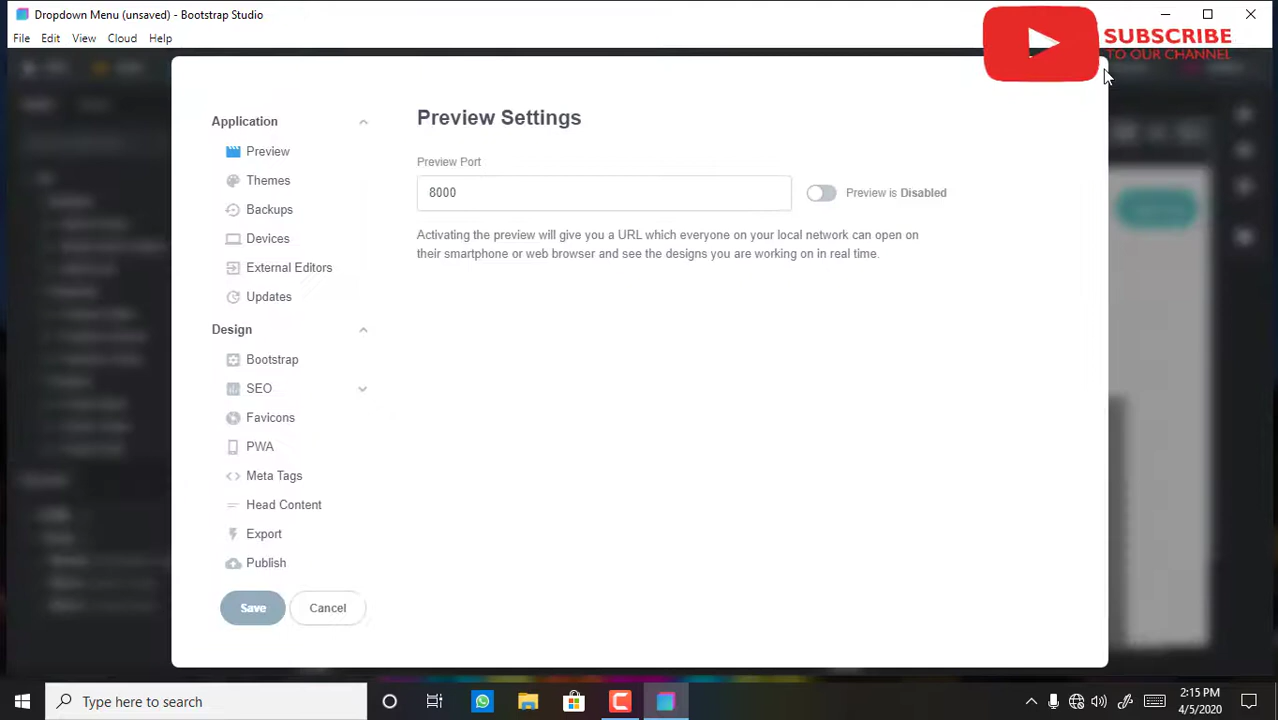 Dropdown Menu (unsaved) - Bootstrap Studio
File Edit View Cloud Help
SUBSCRIBE
TO OUR CHANNEL
Application
Preview
Themes
Backups
Devices
External Editors
Updates
Design
Bootstrap
SEO
Favicons
PWA
Meta Tags
Head Content
Export
Publish
Save Cancel
Preview Settings
Preview Port
8000
Preview is Disabled
Activating the preview will give you a URL which everyone on your local network can open on
their smartphone or web browser and see the designs you are working on in real time.
Type here to search
2:15 PM
4/5/2020